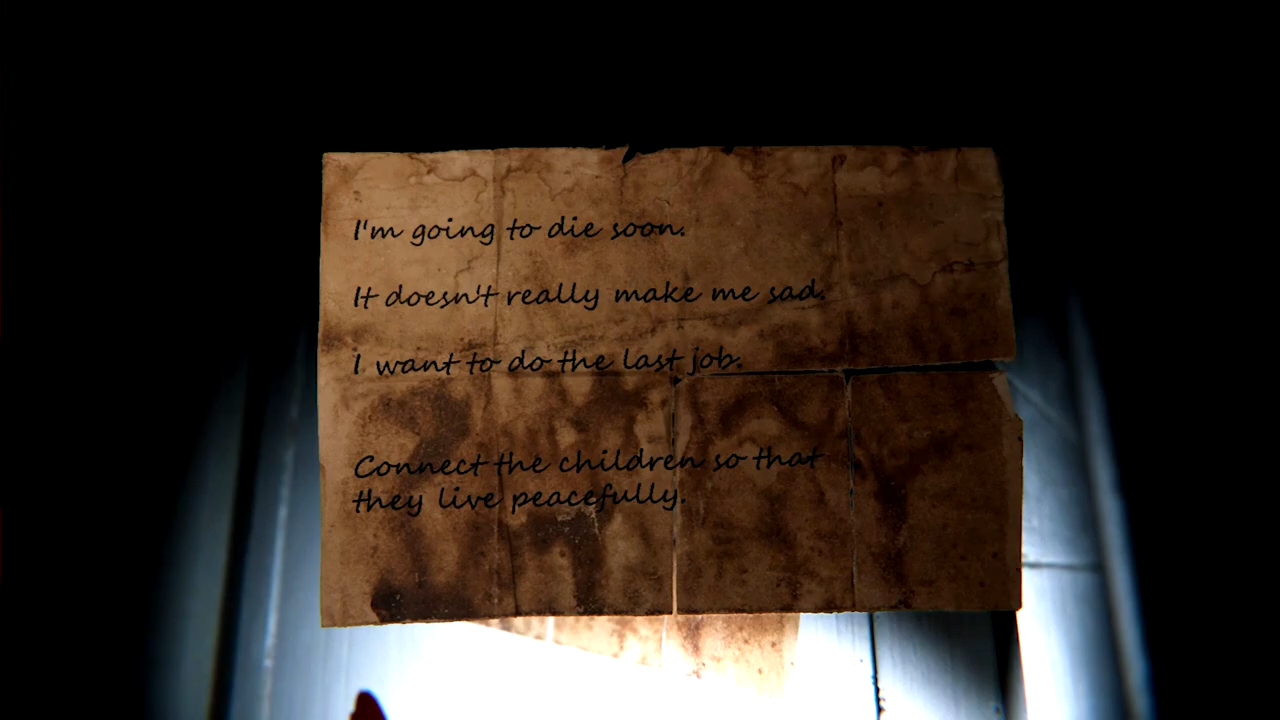 I'm going to die soon.
It doesn't really make me sad.
I want to do the last job.
Connect the children so that
they live peacefully.